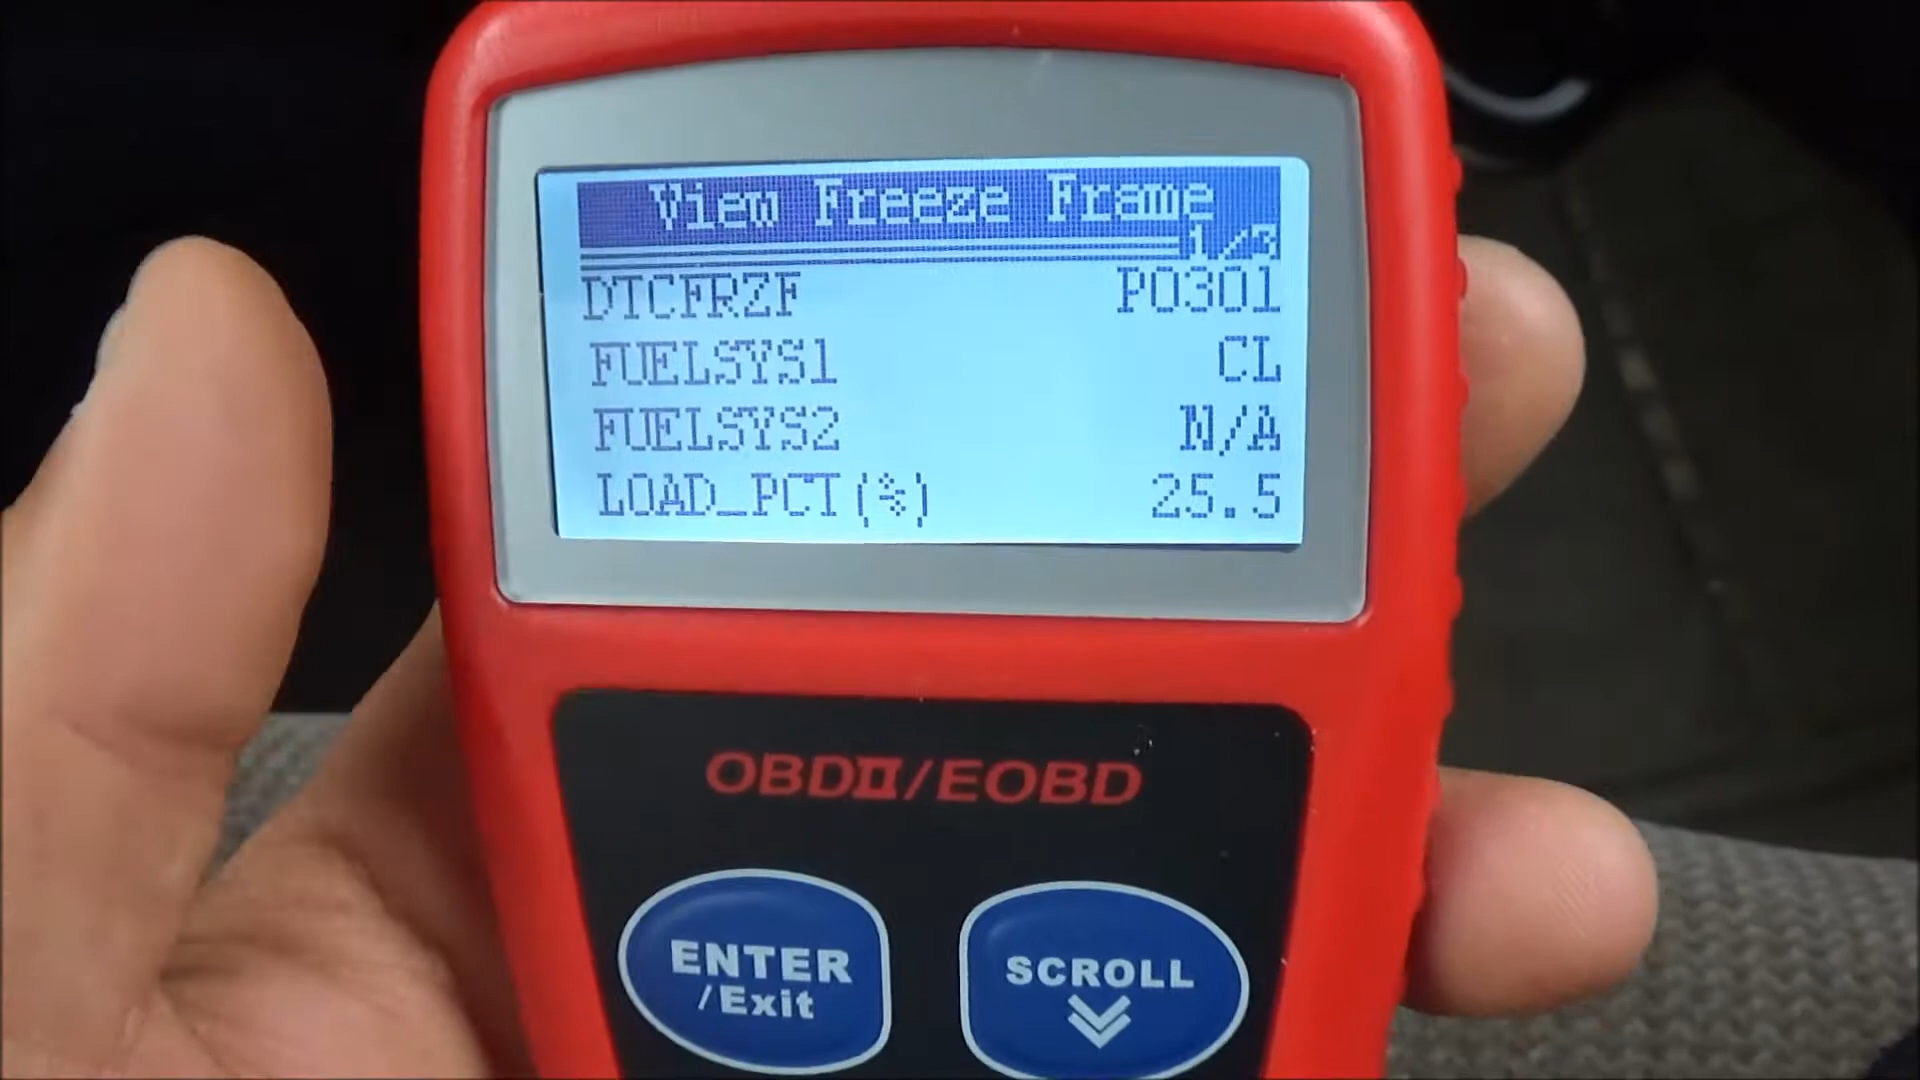 View Freeze Frame
1/3
DTCFRZF P0301
FUELSYS1 CL
FUELSYS2 N/A
LOAD_PCT(%) 25.5
OBDII/EOBD
ENTER
/Exit
SCROLL